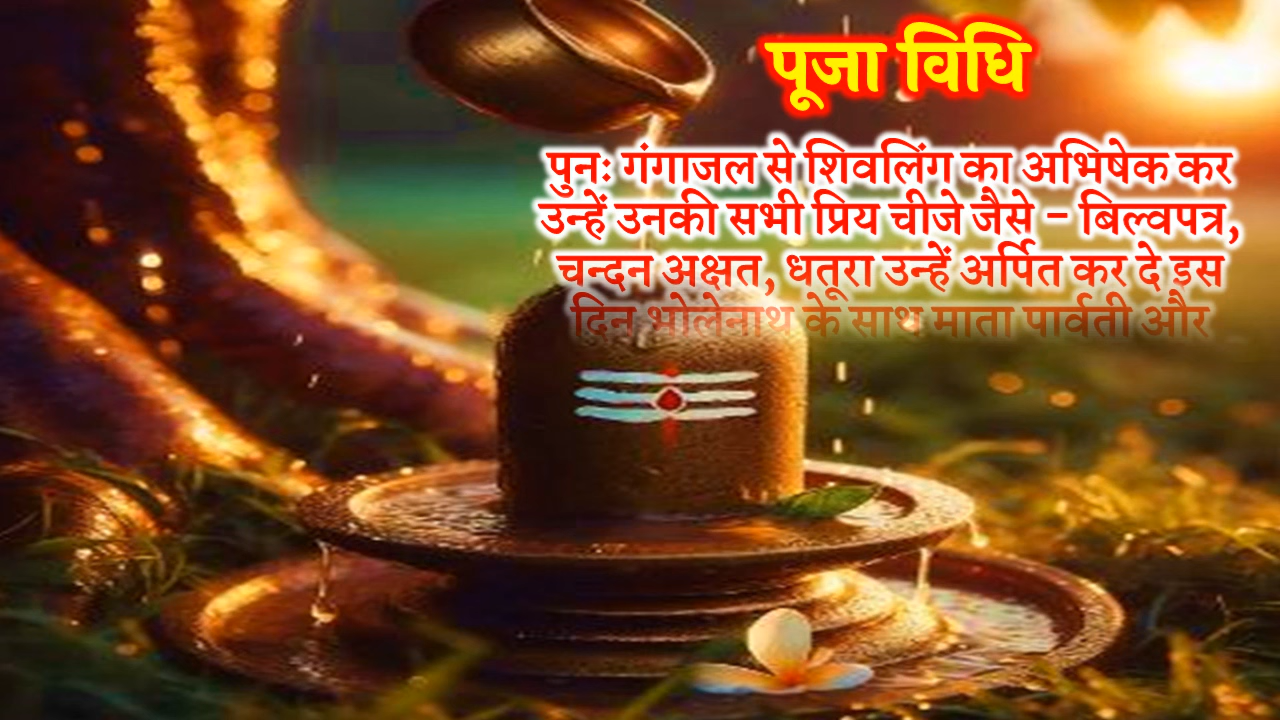 पूजा विधि
पुनः गंगाजल से शिवलिंग का अभिषेक कर
उन्हें उनकी सभी प्रिय चीजे जैसे - बिल्वपत्र,
चन्दन अक्षत, धतूरा उन्हें अर्पित कर दे इस
दिन भोलेनाथ के साथ माता पार्वती और